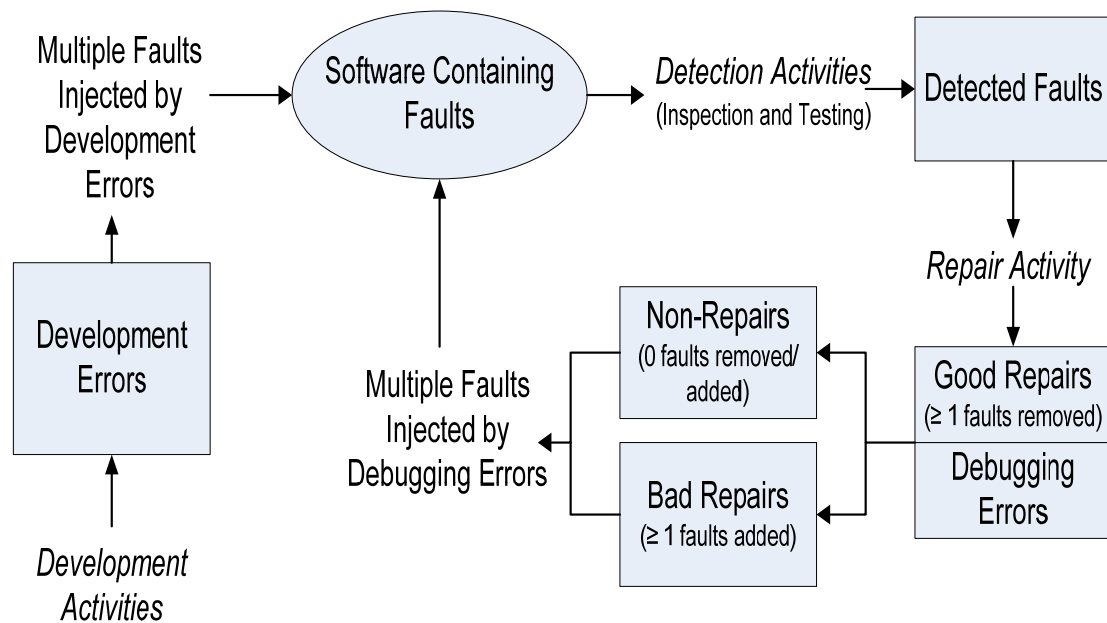 Multiple Faults
Injected by
Development
Errors
Software Containing
Faults
Detection Activities
(Inspection and Testing)
Detected Faults
Repair Activity
Development
Errors
Non-Repairs
(0 faults removed/
added)
Good Repairs
(≥ 1 faults removed)
Multiple Faults
Injected by
Debugging Errors
Bad Repairs
(≥ 1 faults added)
Debugging
Errors
Development
Activities